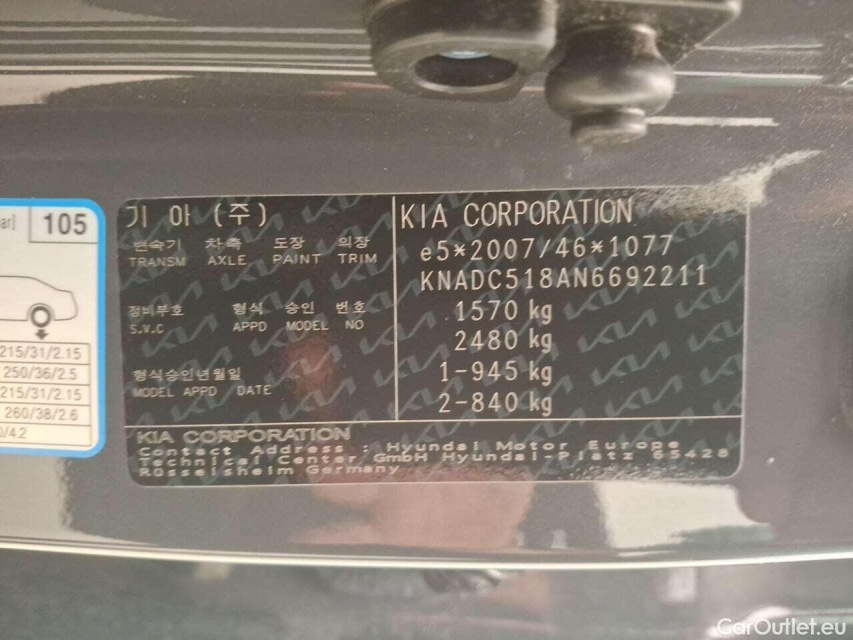 ar] 105
215/31/2.15
250/36/2.5
215/31/2.15
260/38/2.6
0/4.2
기 아 (주)
변속기 차축 도장 의장
TRANSM AXLE PAINT TRIM
정비부호 형식 승인 번호
S.V.C APPD MODEL NO
형식승인년월일
MODEL APPD DATE
KIA CORPORATION
e5*2007/46*1077
KNADC518AN6692211
1570 kg
2480 kg
1-945 kg
2-840 kg
KIA CORPORATION
Contact Address : Hyundai Motor Europe
Technical Center GmbH Hyundai-Platz 65428
Rüsselsheim Germany
CarOutlet.eu